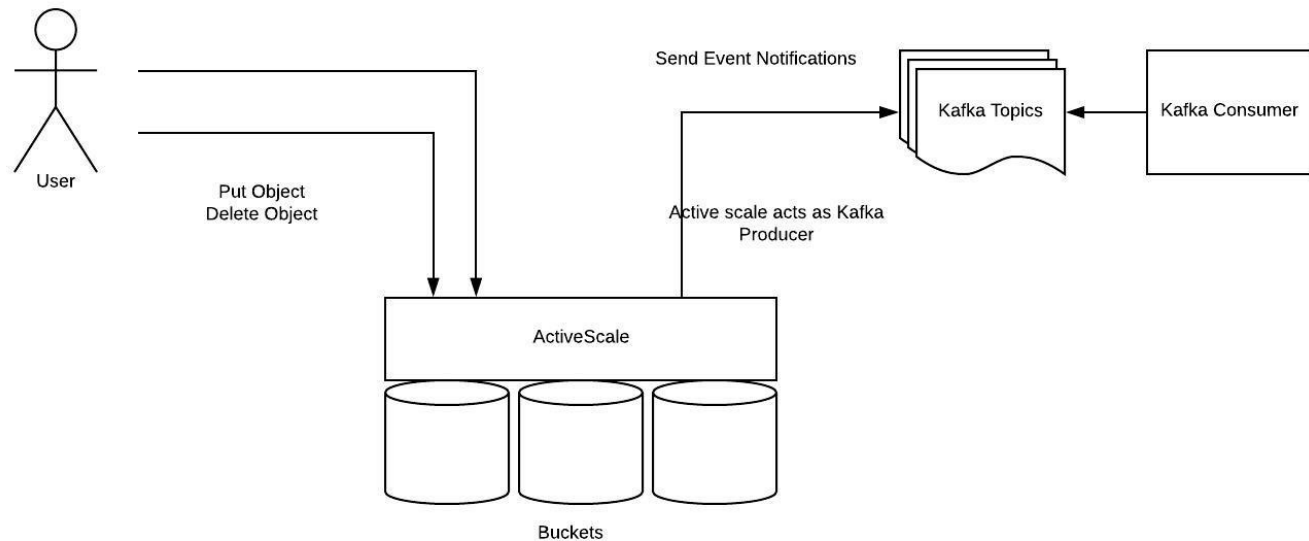 Send Event Notifications
Kafka Topics
Kafka Consumer
User
Put Object
Delete Object
Active scale acts as Kafka
Producer
ActiveScale
Buckets